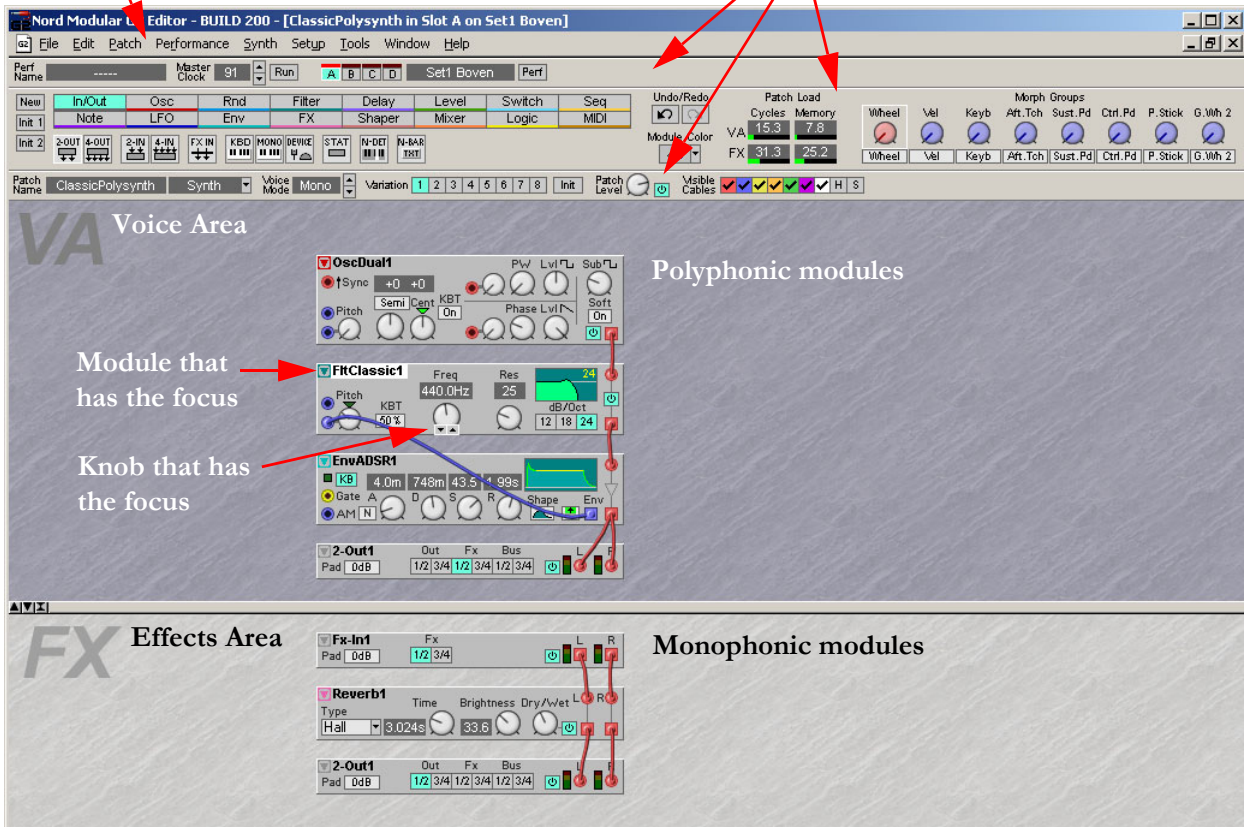 Nord Modular G2 Editor - BUILD 200 - [ClassicPolysynth in Slot A on Set1 Boven]
File Edit Patch Performance Synth Setup Tools Window Help
Perf Name ----- Master Clock 91 Run A B C D Set1 Boven Perf
New In/Out Osc Rnd Filter Delay Level Switch Seq
Init 1 Note LFO Env FX Shaper Mixer Logic MIDI
Init 2 2-OUT 4-OUT 2-IN 4-IN FX IN KBD MONO DEVICE STAT N-DET N-BAR TXT
Undo/Redo
Module Color
Patch Load
Cycles Memory
VA 15.3 7.8
FX 31.3 25.2
Morph Groups
Wheel Vel Keyb Aft.Tch Sust.Pd Ctrl.Pd P.Stick G.Wh 2
Wheel Vel Keyb Aft.Tch Sust.Pd Ctrl.Pd P.Stick G.Wh 2
Patch Name ClassicPolysynth Synth Voice Mode Mono Variation 1 2 3 4 5 6 7 8 Init Patch Level Visible Cables H S
VA Voice Area
Polyphonic modules
OscDual1 PW Lvl Sub
Sync +0 +0
Pitch Semi Cent KBT On Phase Lvl Soft On
Module that
has the focus
FltClassic1 Freq Res 24
Pitch 440.0Hz 25
KBT 50% dB/Oct
12 18 24
Knob that has
the focus
EnvADSR1
KB 4.0m 748m 43.5 1.99s
Gate A D S R Shape Env
AM N
2-Out1 Out Fx Bus L R
Pad 0dB 1/2 3/4 1/2 3/4 1/2 3/4
FX Effects Area
Monophonic modules
Fx-In1 Fx L R
Pad 0dB 1/2 3/4
Reverb1
Type Time Brightness Dry/Wet L R
Hall 3.024s 33.6
2-Out1 Out Fx Bus L R
Pad 0dB 1/2 3/4 1/2 3/4 1/2 3/4